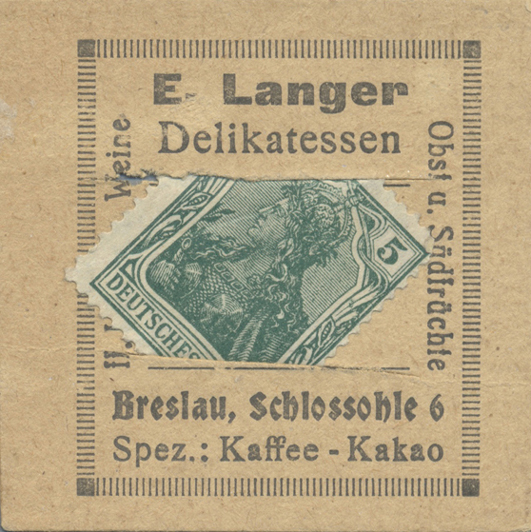 E. Langer
Delikatessen
Weine
Obst u. Südfrüchte
5
DEUTSCHES
Breslau, Schlossohle 6
Spez.: Kaffee - Kakao